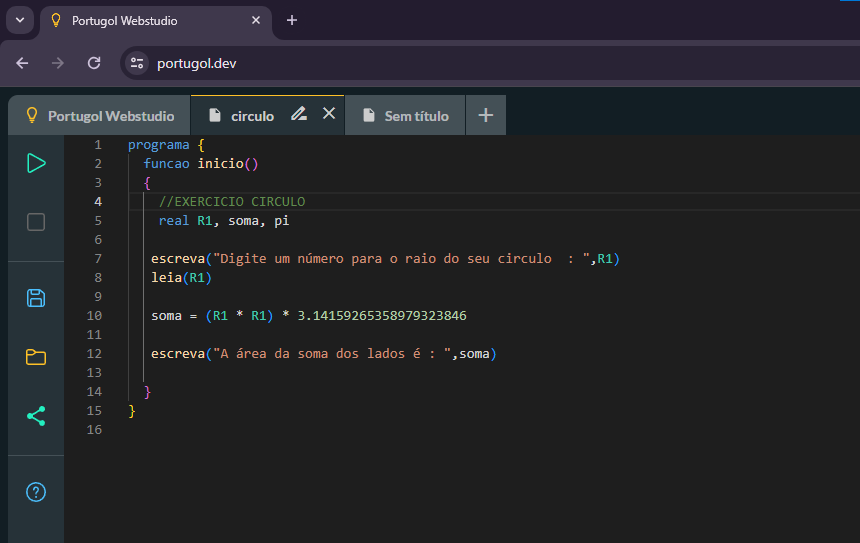 Portugol Webstudio
portugol.dev
Portugol Webstudio circulo Sem título
1 programa {
2 funcao inicio()
3 {
4 //EXERCICIO CIRCULO
5 real R1, soma, pi
6
7 escreva("Digite um número para o raio do seu circulo  : ",R1)
8 leia(R1)
9
10 soma = (R1 * R1) * 3.14159265358979323846
11
12 escreva("A área da soma dos lados é : ",soma)
13
14 }
15 }
16